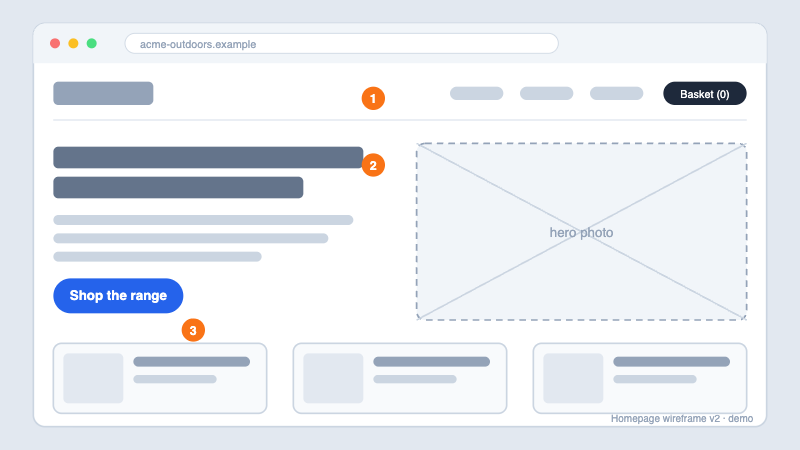 acme-outdoors.example
1
Basket (0)
2
hero photo
Shop the range
3
Homepage wireframe v2 · demo